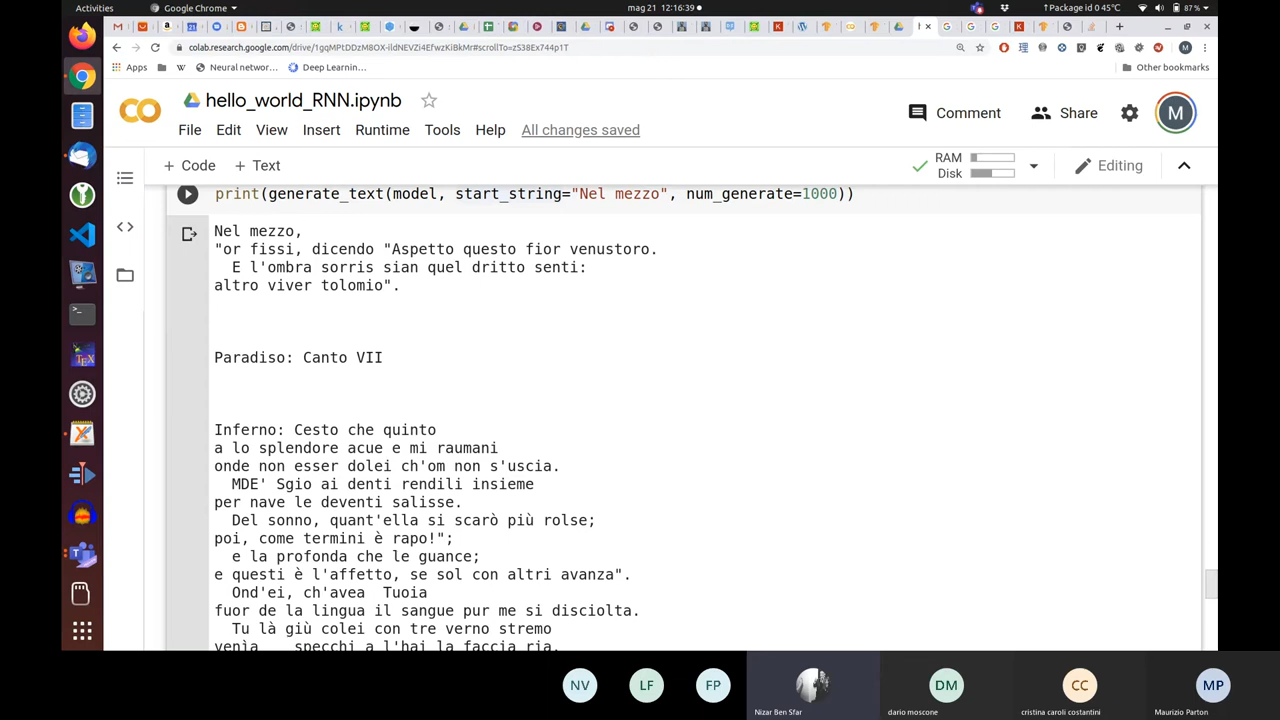 Activities
Google Chrome
mag 21 12:16:39
Package id 0 45°C
87 %
colab.research.google.com/drive/1gqMPtDDzM8OX-ildNEVZi4EfwzKiBkMr#scrollTo=zS38Ex744p1T
Apps
Neural networ...
Deep Learnin...
Other bookmarks
hello_world_RNN.ipynb
Comment
Share
M
File Edit View Insert Runtime Tools Help All changes saved
+ Code + Text
RAM
Disk
Editing
print(generate_text(model, start_string="Nel mezzo", num_generate=1000))
Nel mezzo,
"or fissi, dicendo "Aspetto questo fior venustoro.
E l'ombra sorris sian quel dritto senti:
altro viver tolomio".
Paradiso: Canto VII
Inferno: Cesto che quinto
a lo splendore acue e mi raumani
onde non esser dolei ch'om non s'uscia.
MDE' Sgio ai denti rendili insieme
per nave le deventi salisse.
Del sonno, quant'ella si scarò più rolse;
poi, come termini è rapo!";
e la profonda che le guance;
e questi è l'affetto, se sol con altri avanza".
Ond'ei, ch'avea Tuoia
fuor de la lingua il sangue pur me si disciolta.
Tu là giù colei con tre verno stremo
venìa specchi a l'hai la faccia ria.
NV
LF
FP
DM
CC
MP
Nizar Ben Sfar
dario moscone
cristina caroli costantini
Maurizio Parton